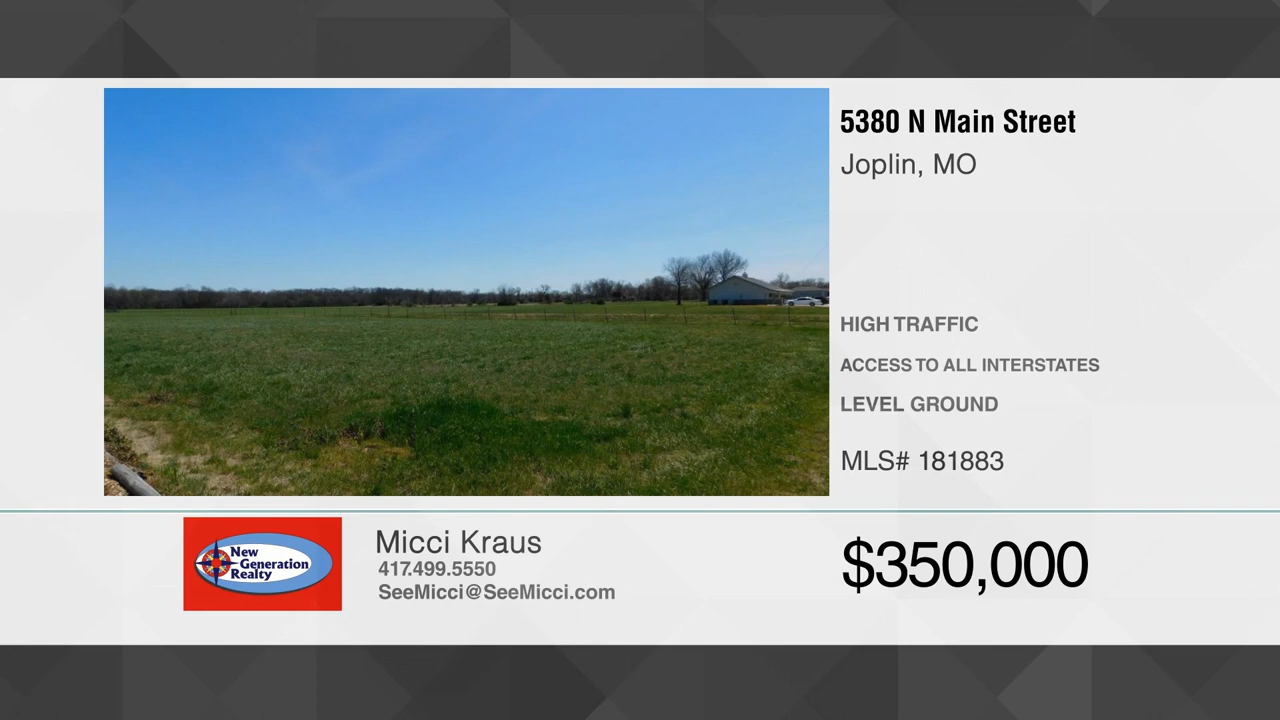 5380 N Main Street
Joplin, MO
HIGH TRAFFIC
ACCESS TO ALL INTERSTATES
LEVEL GROUND
MLS# 181883
New
Generation
Realty
Micci Kraus
417.499.5550
SeeMicci@SeeMicci.com
$350,000